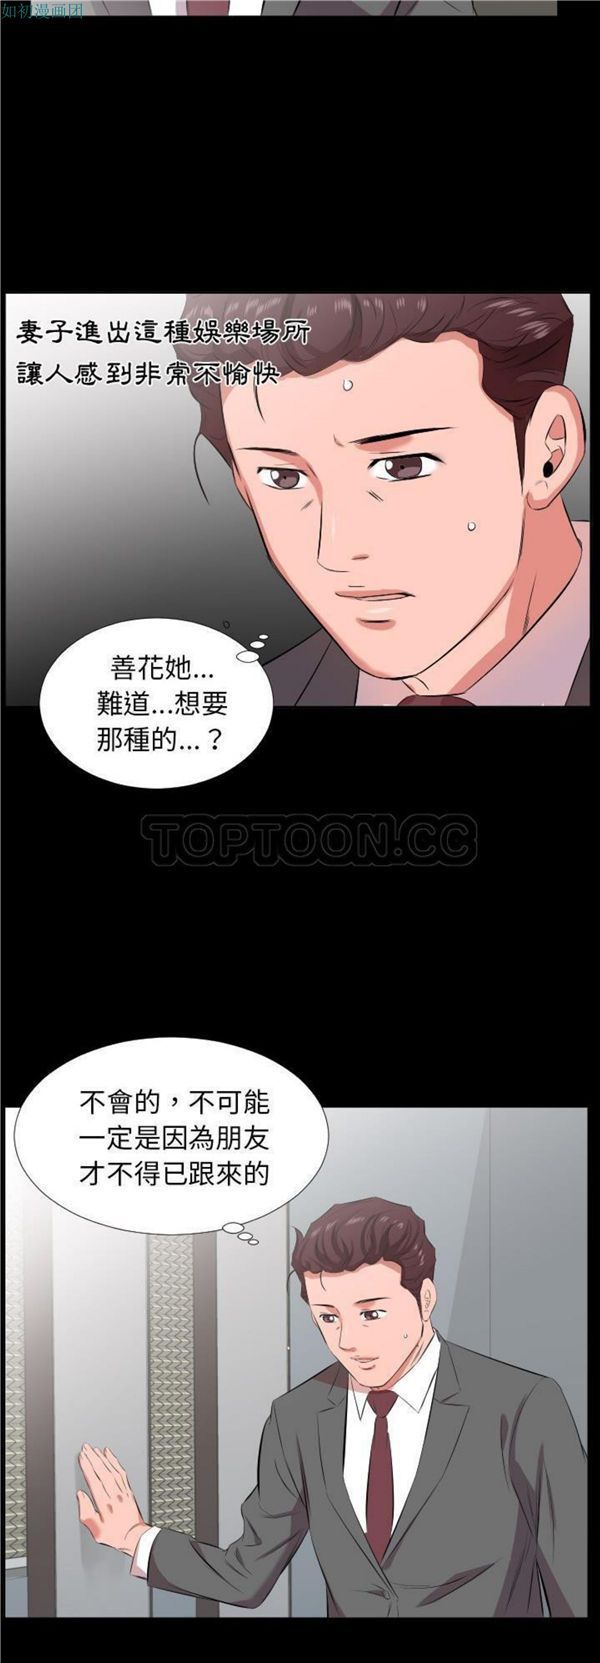 如初漫画团
妻子進出這種娛樂場所
讓人感到非常不愉快
善花她...
難道...想要
那種的...？
TOPTOON.CC
不會的，不可能
一定是因為朋友
才不得已跟來的